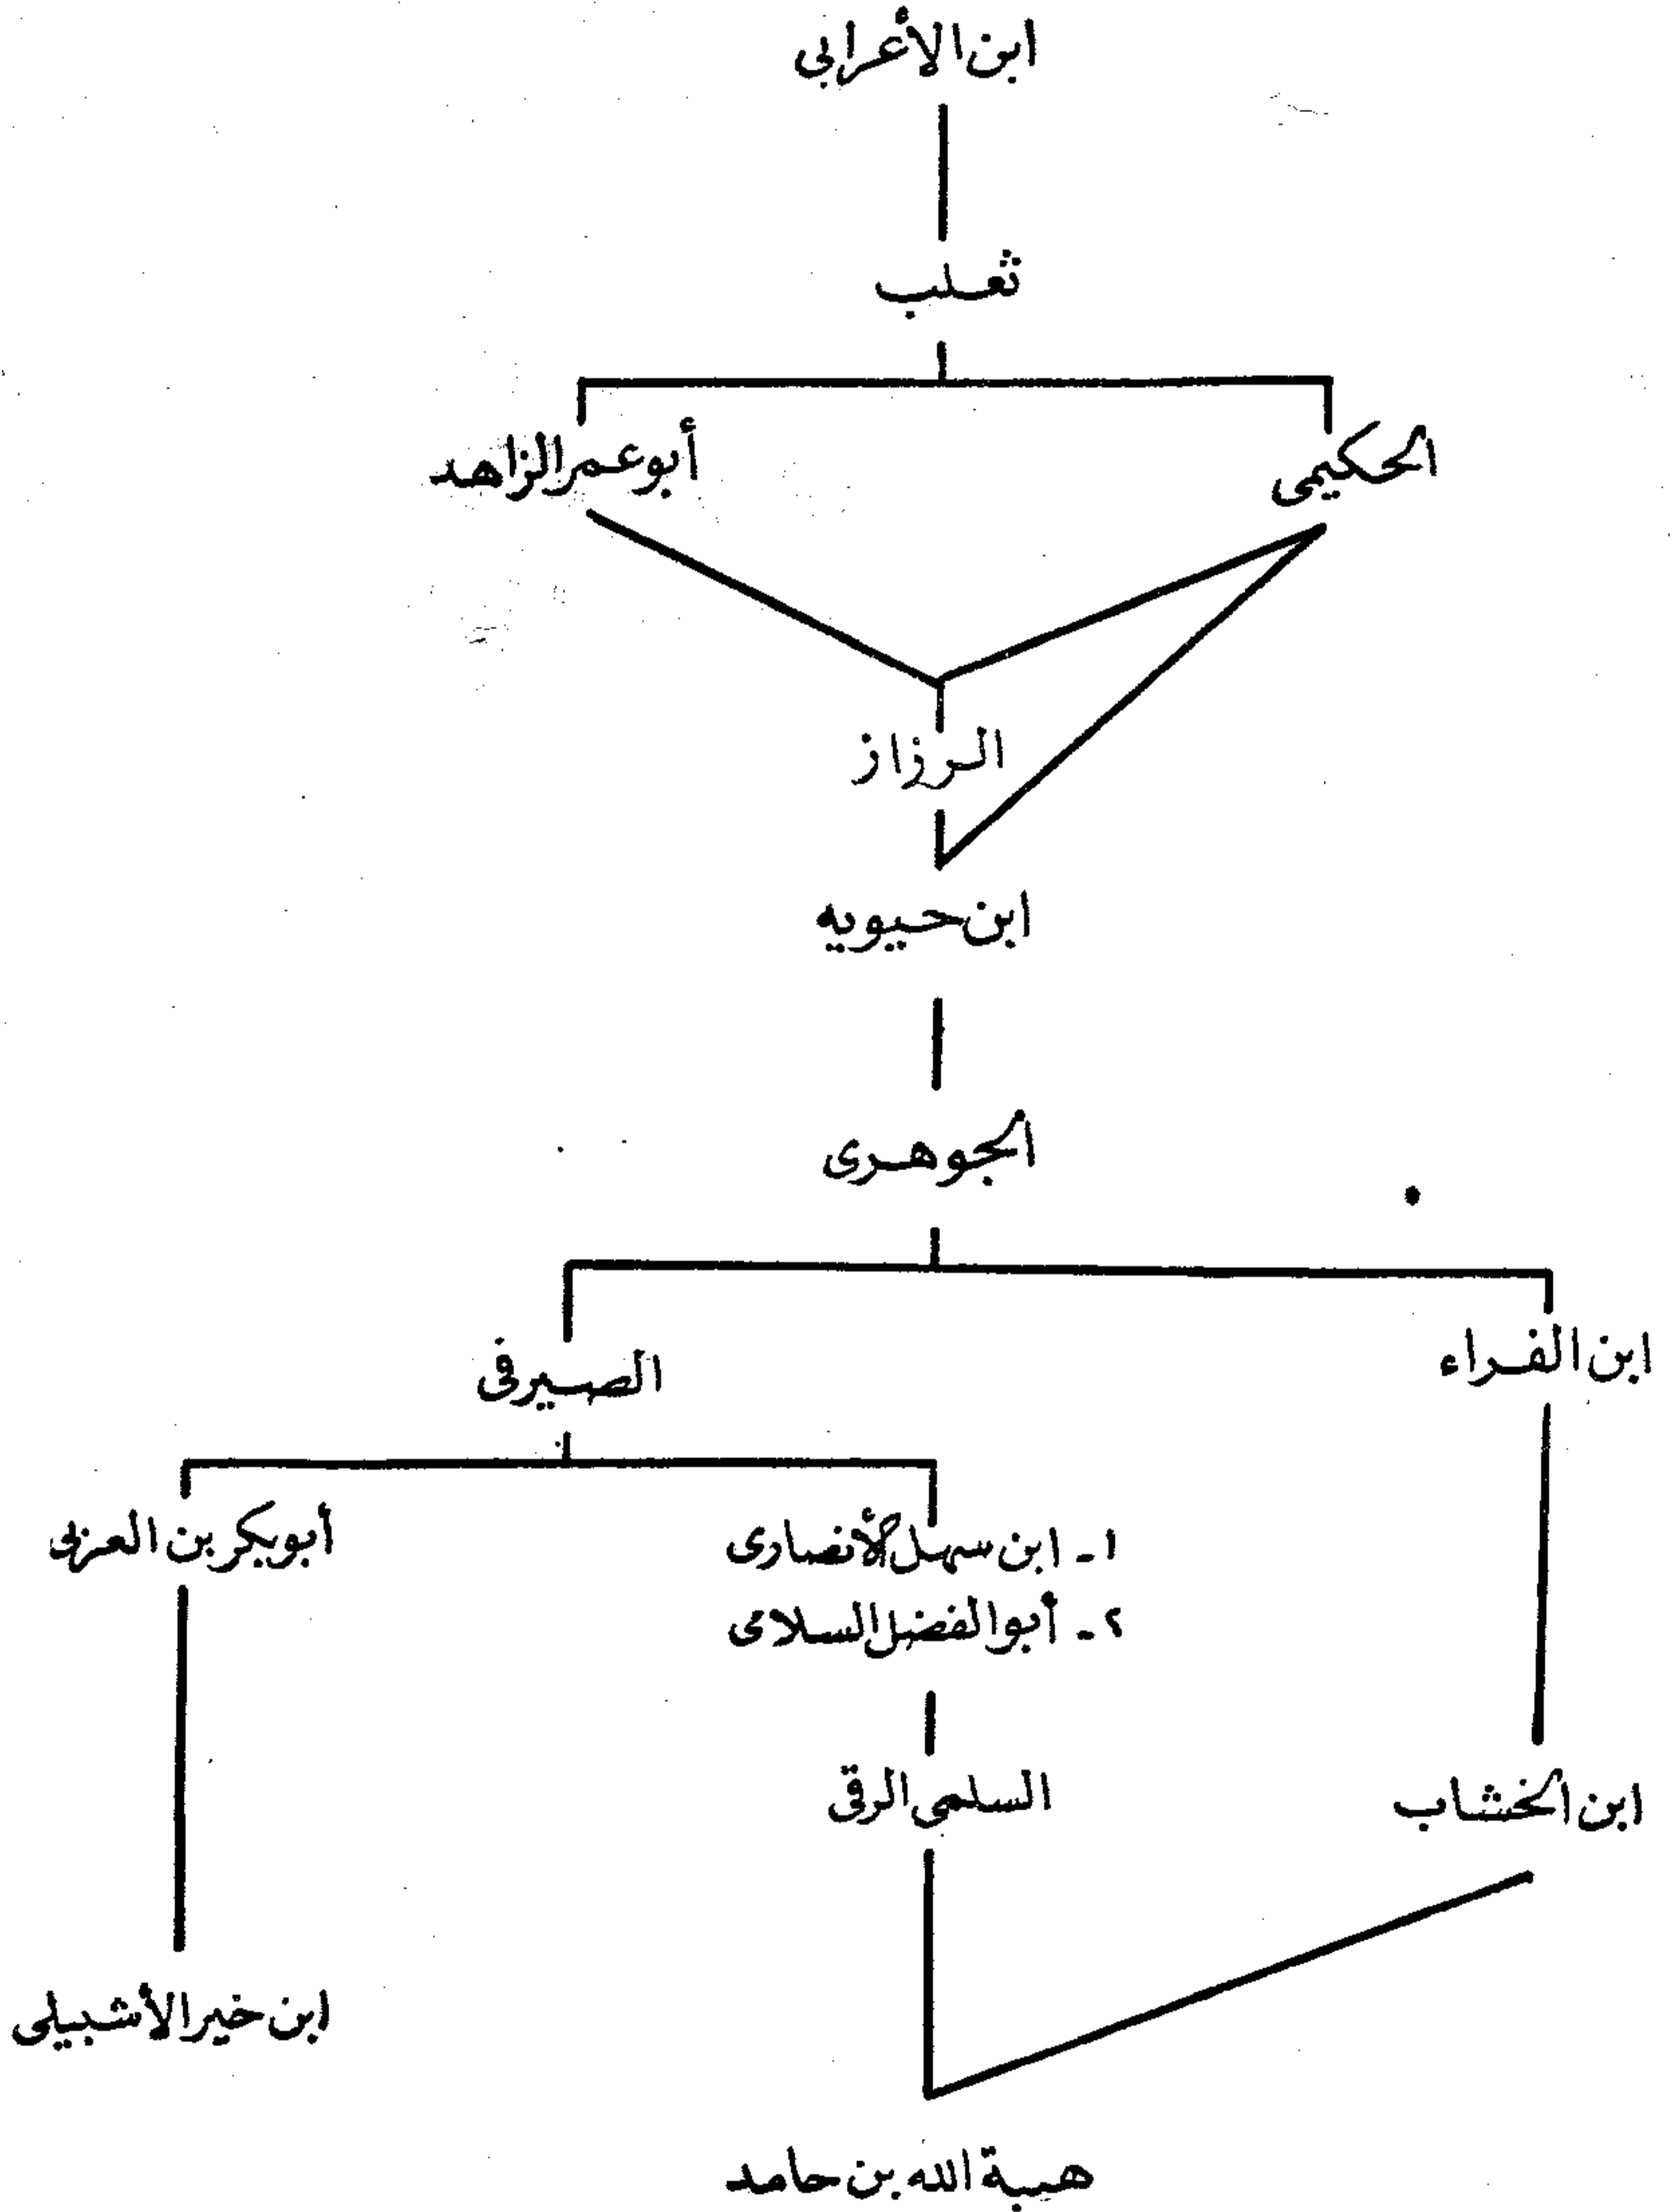 ابن الأعرابي
ثعلب
الحكيمى
أبو عمر الزاهد
الرزاز
ابن حيويه
الجوهرى
ابن الفراء
الصيرفى
١ - ابن سهل الأنصارى
٢ - أبو الفضل السلامى
أبو بكر بن العربى
السلمى الرقى
ابن الخشاب
ابن خير الأشبيلى
هبة الله بن حامد